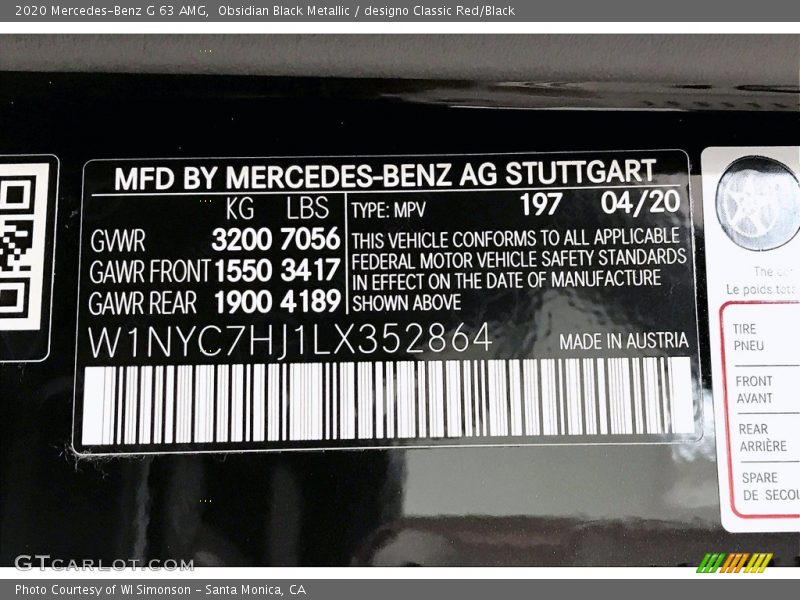 2020 Mercedes-Benz G 63 AMG, Obsidian Black Metallic / designo Classic Red/Black
MFD BY MERCEDES-BENZ AG STUTTGART
KG LBS
GVWR 3200 7056
GAWR FRONT 1550 3417
GAWR REAR 1900 4189
TYPE: MPV 197 04/20
THIS VEHICLE CONFORMS TO ALL APPLICABLE
FEDERAL MOTOR VEHICLE SAFETY STANDARDS
IN EFFECT ON THE DATE OF MANUFACTURE
SHOWN ABOVE
W1NYC7HJ1LX352864 MADE IN AUSTRIA
The
Le poids
TIRE
PNEU
FRONT
AVANT
REAR
ARRIÈRE
SPARE
DE
GTCARLOT.COM
Photo Courtesy of WI Simonson - Santa Monica, CA